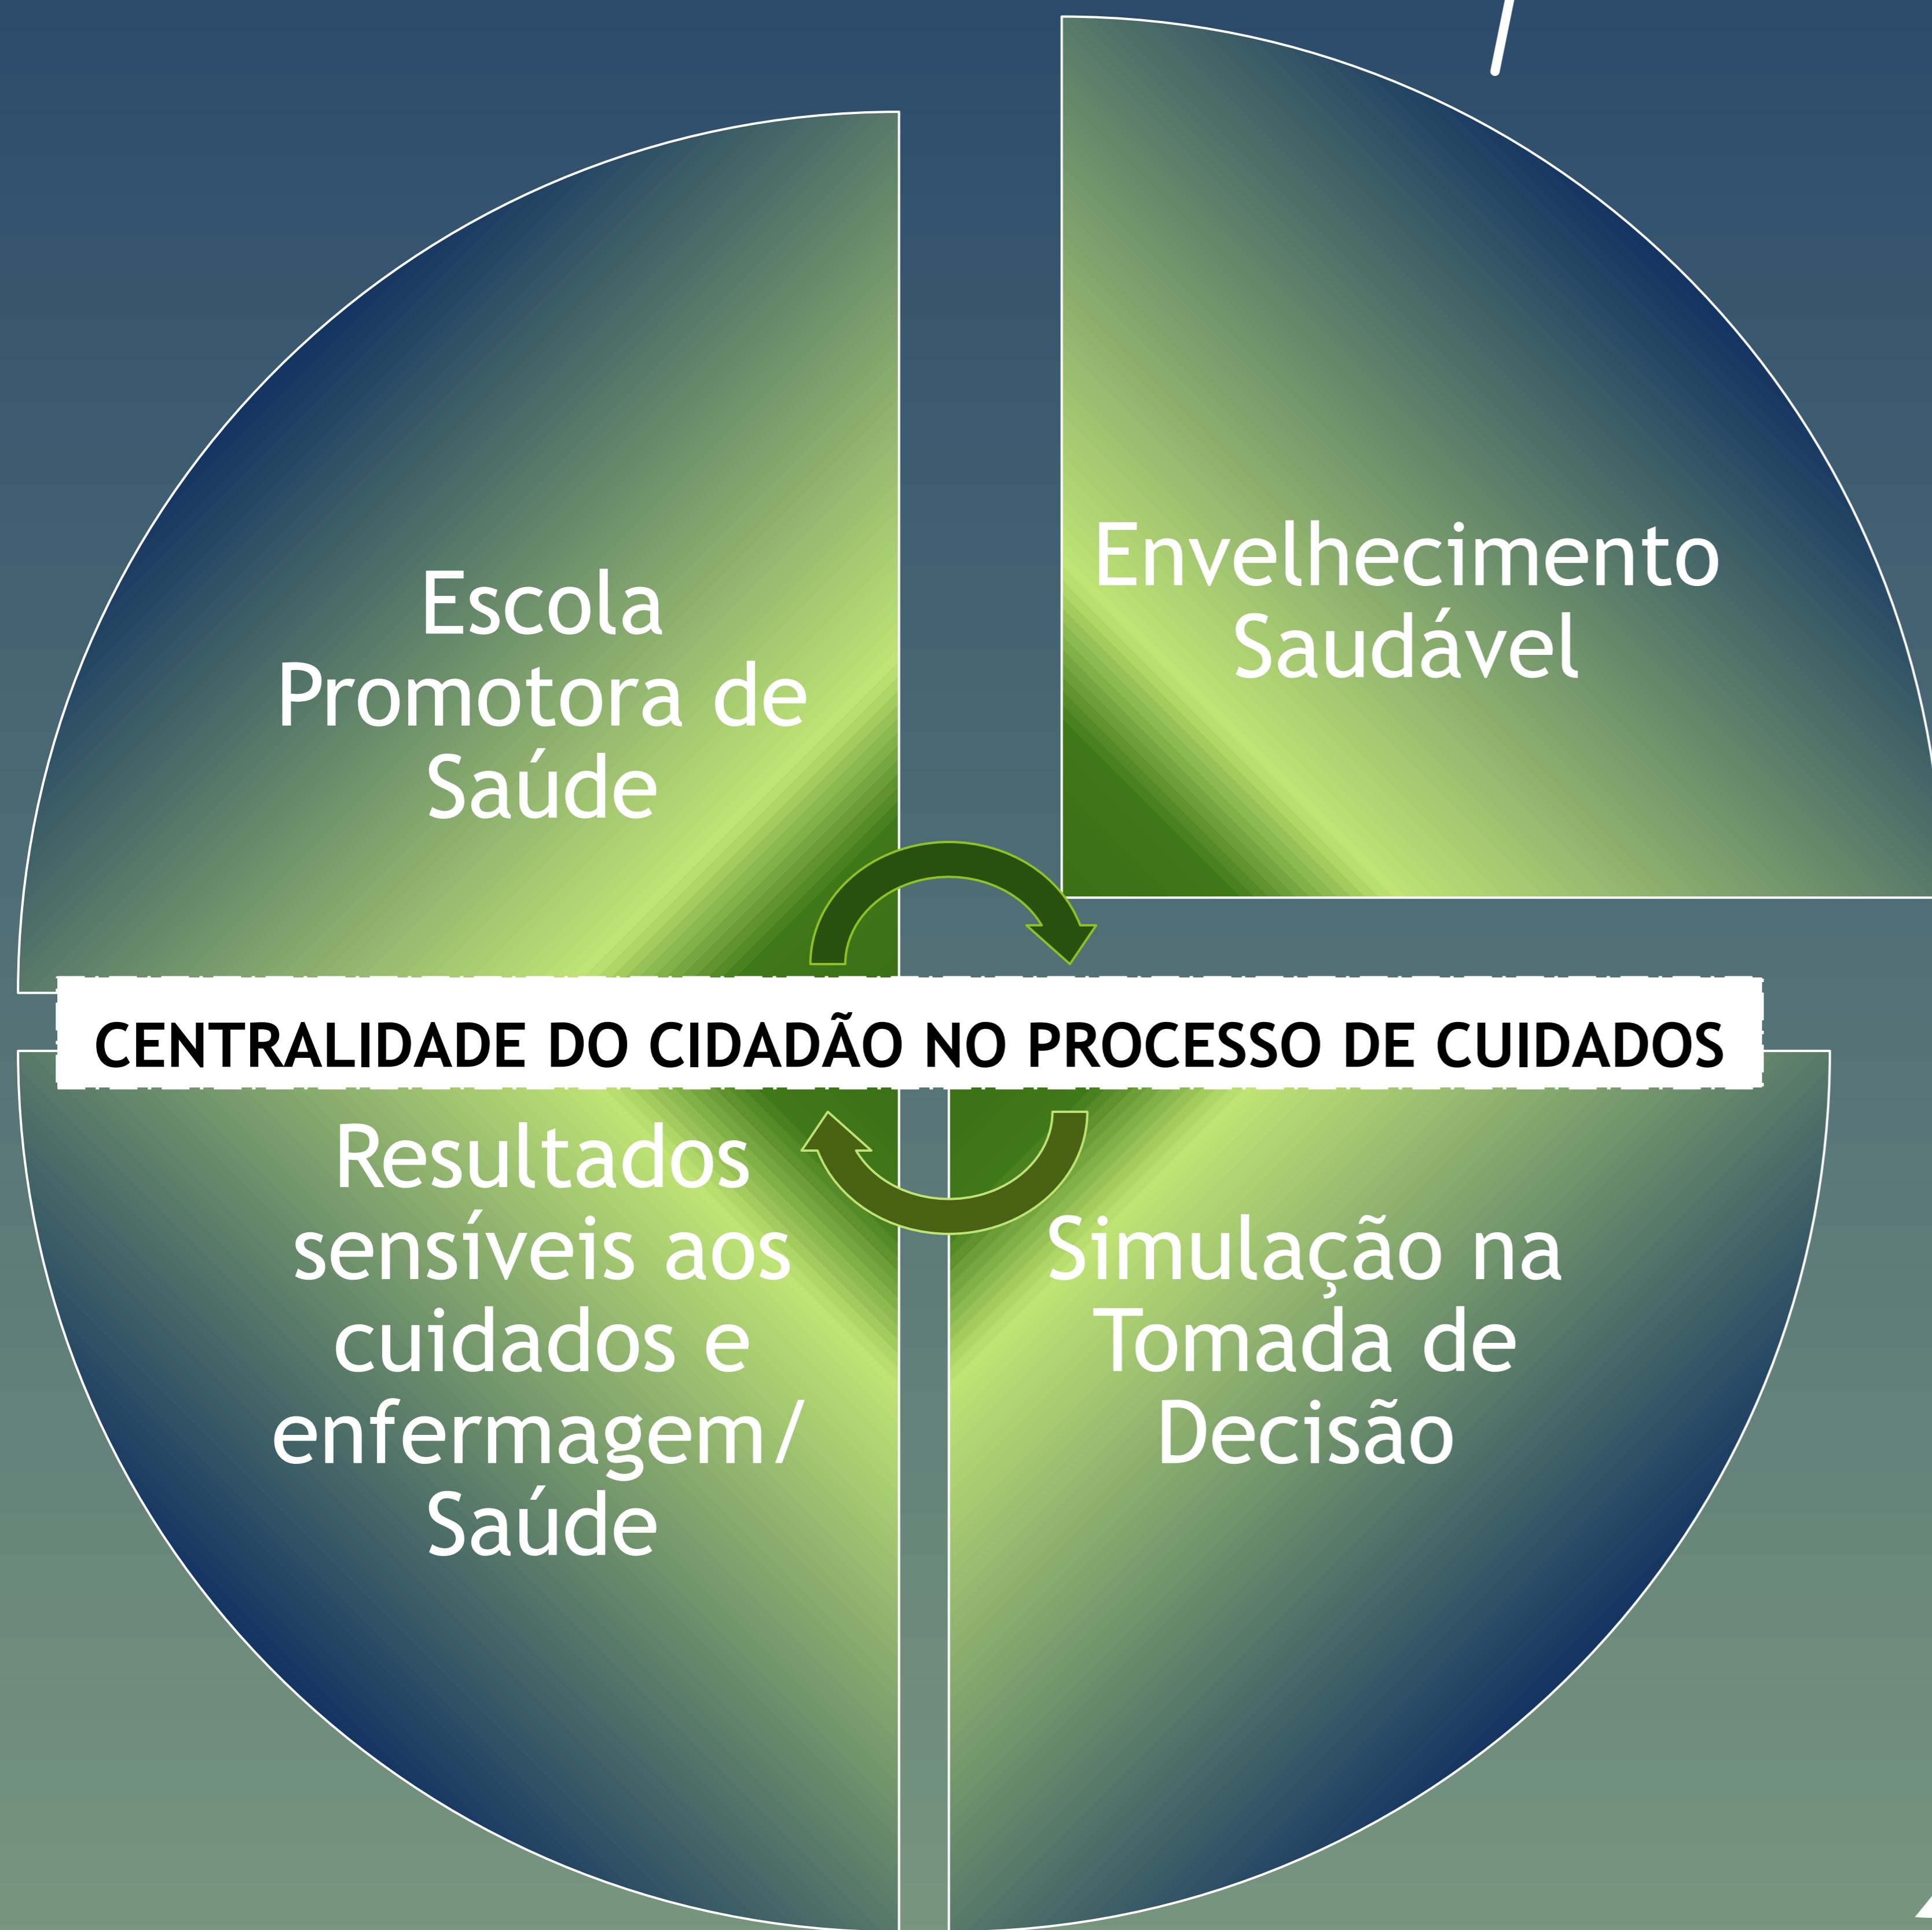 Escola
Promotora de
Saúde
Envelhecimento
Saudável
CENTRALIDADE DO CIDADÃO NO PROCESSO DE CUIDADOS
Resultados
sensíveis aos
cuidados e
enfermagem/
Saúde
Simulação na
Tomada de
Decisão